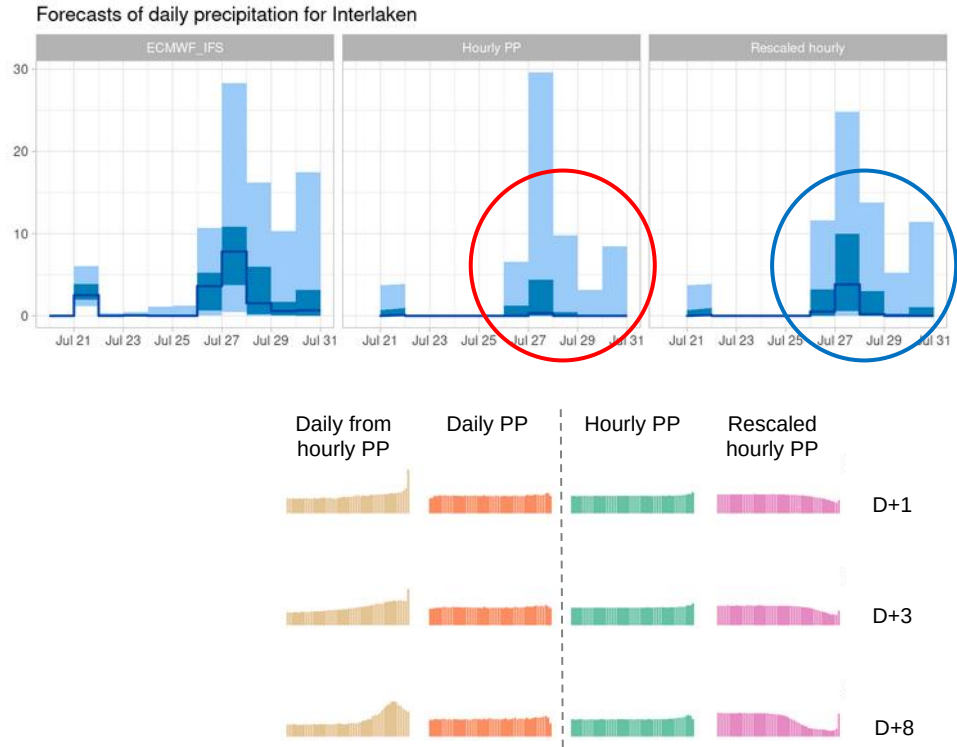 Forecasts of daily precipitation for Interlaken
ECMWF_IFS
Hourly PP
Rescaled hourly
30
20
10
0
Jul 21 Jul 23 Jul 25 Jul 27 Jul 29 Jul 31
Jul 21 Jul 23 Jul 25 Jul 27 Jul 29 Jul 31
Jul 21 Jul 23 Jul 25 Jul 27 Jul 29 Jul 31
Daily from
hourly PP
Daily PP
Hourly PP
Rescaled
hourly PP
D+1
D+3
D+8